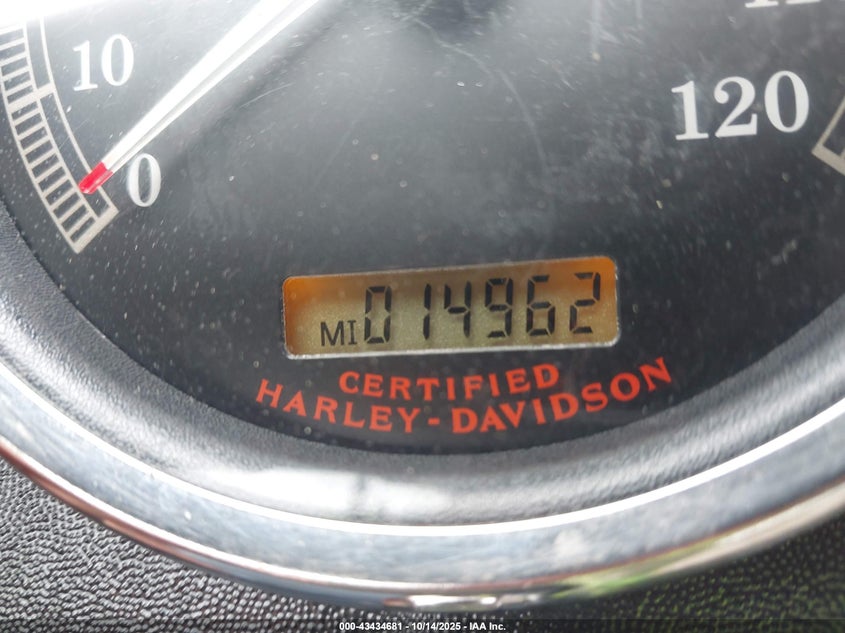 10
0
120
MI 014962
CERTIFIED
HARLEY-DAVIDSON
000-43434681 - 10/14/2025 - IAA Inc.